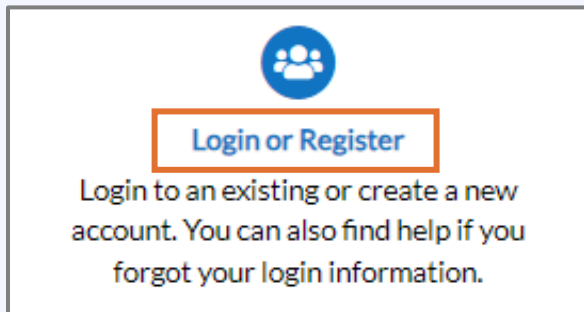 Login or Register
Login to an existing or create a new
account. You can also find help if you
forgot your login information.